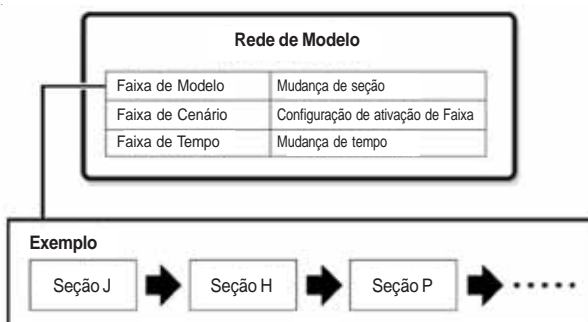 Rede de Modelo
Faixa de Modelo Mudança de seção
Faixa de Cenário Configuração de ativação de Faixa
Faixa de Tempo Mudança de tempo
Exemplo
Seção J Seção H Seção P